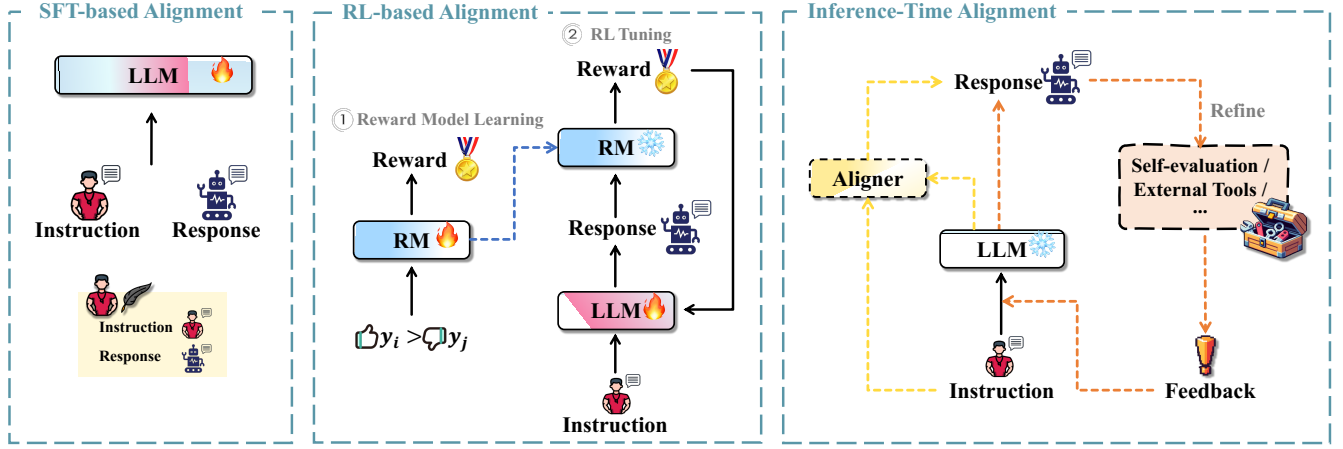 SFT-based Alignment
LLM
Instruction
Response
Instruction
Response
RL-based Alignment
② RL Tuning
Reward
① Reward Model Learning
Reward
RM
RM
Response
LLM
y_i > y_j
Instruction
Inference-Time Alignment
Response
Refine
Aligner
Self-evaluation /
External Tools /
...
LLM
Instruction
Feedback